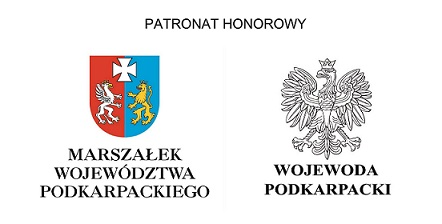 PATRONAT HONOROWY
MARSZAŁEK
WOJEWÓDZTWA
PODKARPACKIEGO
WOJEWODA
PODKARPACKI